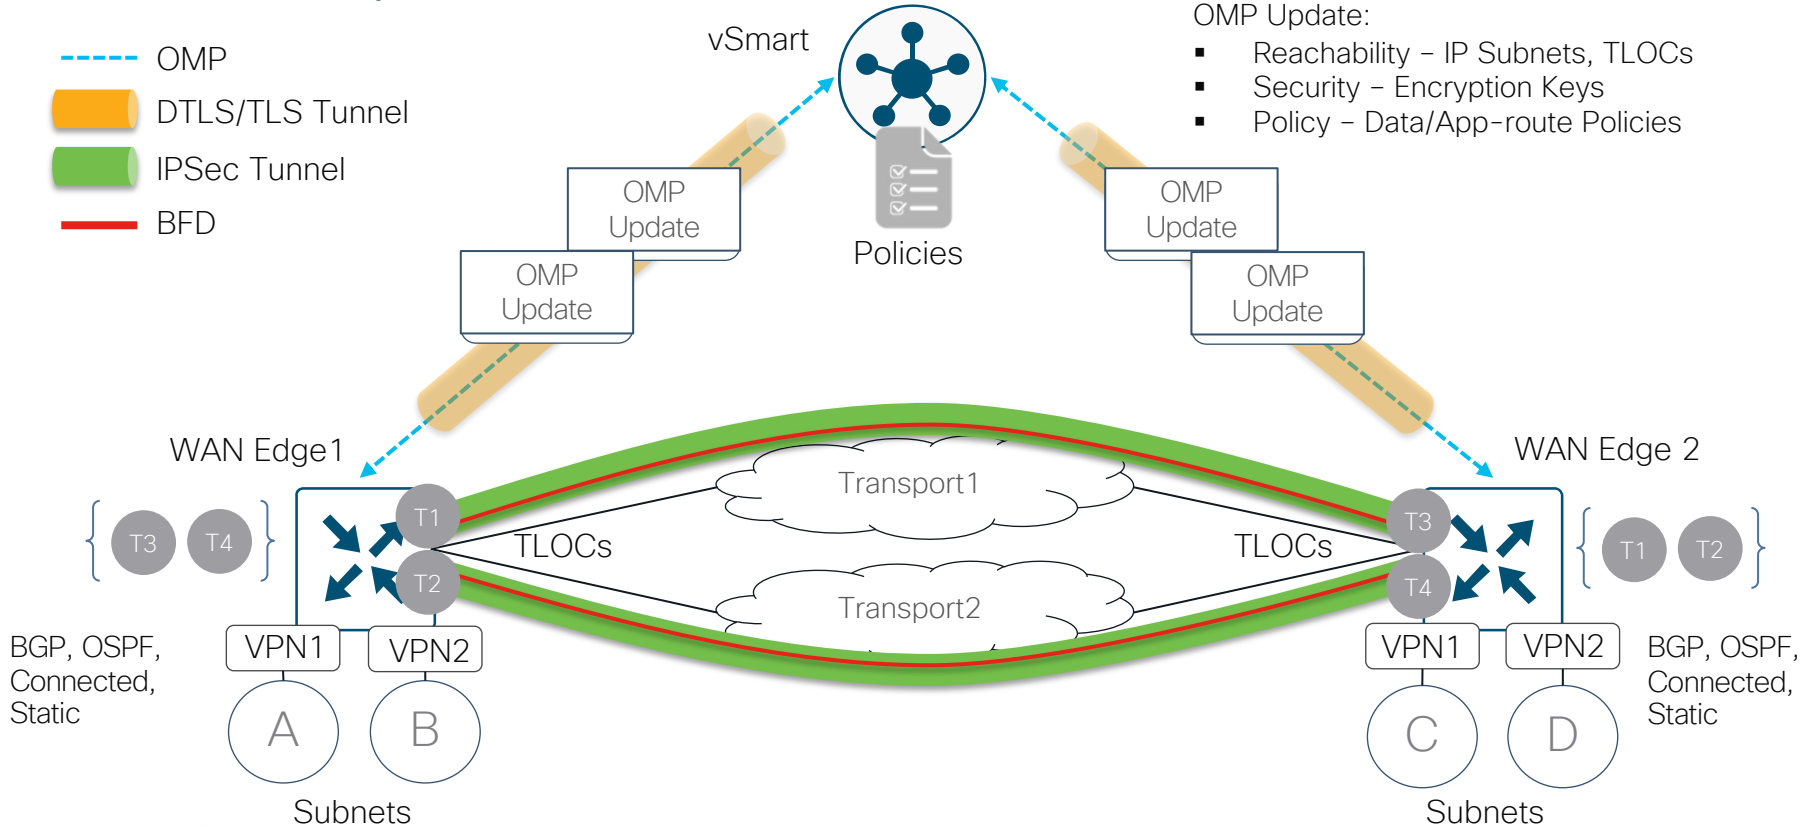 OMP
DTLS/TLS Tunnel
IPSec Tunnel
BFD
vSmart
Policies
OMP Update:
▪ Reachability – IP Subnets, TLOCs
▪ Security – Encryption Keys
▪ Policy – Data/App-route Policies
OMP
Update
OMP
Update
OMP
Update
OMP
Update
WAN Edge1
WAN Edge 2
T3
T4
T1
T2
TLOCs
Transport1
Transport2
TLOCs
T3
T4
T1
T2
BGP, OSPF,
Connected,
Static
VPN1
VPN2
A
B
Subnets
VPN1
VPN2
C
D
Subnets
BGP, OSPF,
Connected,
Static